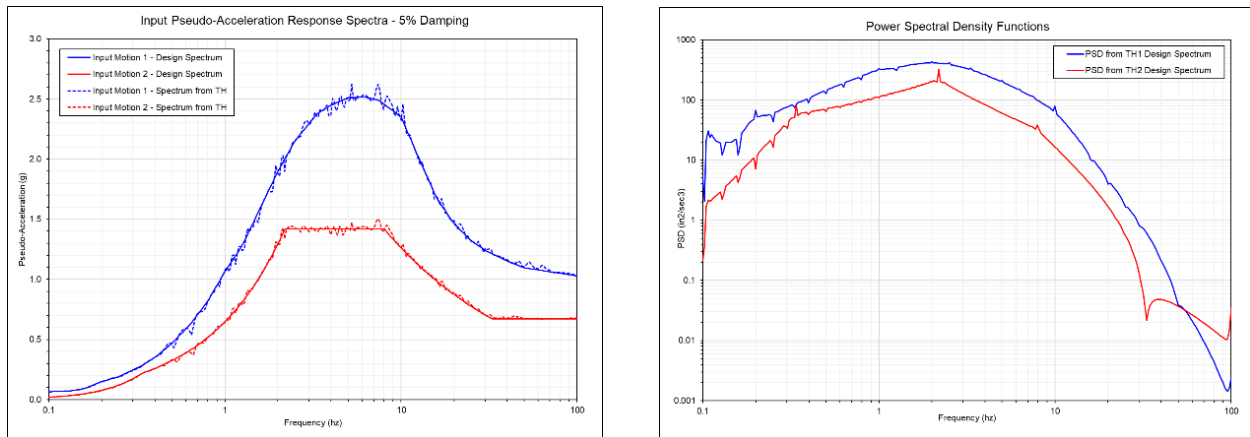 Input Pseudo-Acceleration Response Spectra - 5% Damping
Input Motion 1 - Design Spectrum
Input Motion 2 - Design Spectrum
Input Motion 1 - Spectrum from TH
Input Motion 2 - Spectrum from TH
Pseudo-Acceleration (g)
3.0
2.5
2.0
1.5
1.0
0.5
0.0
0.1 1 10 100
Frequency (hz)
Power Spectral Density Functions
PSD from TH1 Design Spectrum
PSD from TH2 Design Spectrum
PSD (in2/sec3)
1000
100
10
1
0.1
0.01
0.001
0.1 1 10 100
Frequency (hz)